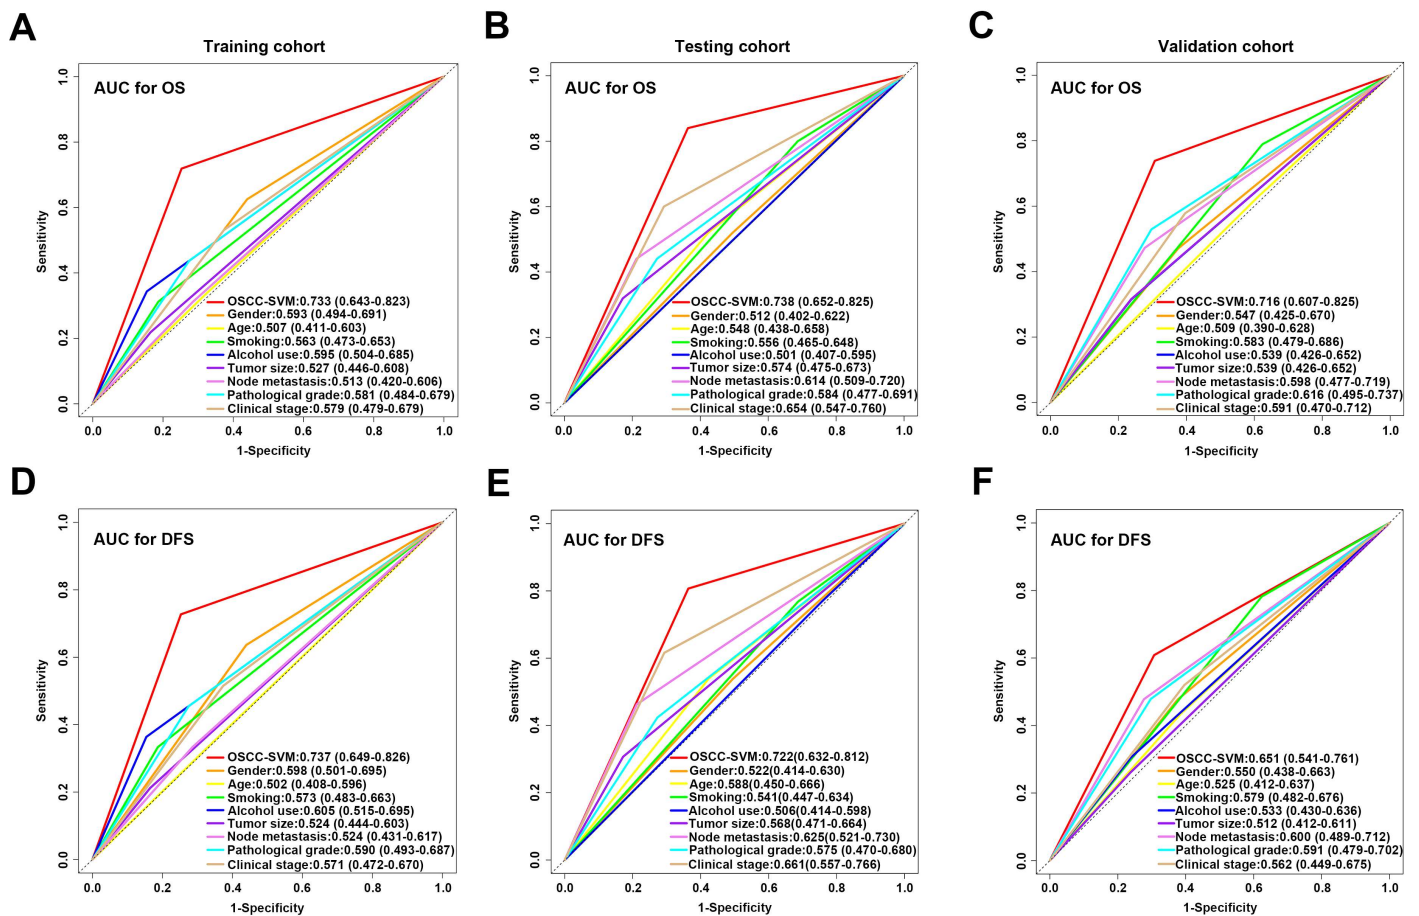 A
Training cohort
AUC for OS
Sensitivity
1.0
0.8
0.6
0.4
0.2
0.0
OSCC-SVM:0.733 (0.643-0.823)
Gender:0.593 (0.494-0.691)
Age:0.507 (0.411-0.603)
Smoking:0.563 (0.473-0.653)
Alcohol use:0.595 (0.504-0.685)
Tumor size:0.527 (0.446-0.608)
Node metastasis:0.513 (0.420-0.606)
Pathological grade:0.581 (0.484-0.679)
Clinical stage:0.579 (0.479-0.679)
0.0 0.2 0.4 0.6 0.8 1.0
1-Specificity
B
Testing cohort
AUC for OS
Sensitivity
1.0
0.8
0.6
0.4
0.2
0.0
OSCC-SVM:0.738 (0.652-0.825)
Gender:0.512 (0.402-0.622)
Age:0.548 (0.438-0.658)
Smoking:0.556 (0.465-0.648)
Alcohol use:0.501 (0.407-0.595)
Tumor size:0.574 (0.475-0.673)
Node metastasis:0.614 (0.509-0.720)
Pathological grade:0.584 (0.477-0.691)
Clinical stage:0.654 (0.547-0.760)
0.0 0.2 0.4 0.6 0.8 1.0
1-Specificity
C
Validation cohort
AUC for OS
Sensitivity
1.0
0.8
0.6
0.4
0.2
0.0
OSCC-SVM:0.716 (0.607-0.825)
Gender:0.547 (0.425-0.670)
Age:0.509 (0.390-0.628)
Smoking:0.583 (0.479-0.686)
Alcohol use:0.539 (0.426-0.652)
Tumor size:0.539 (0.426-0.652)
Node metastasis:0.598 (0.477-0.719)
Pathological grade:0.616 (0.495-0.737)
Clinical stage:0.591 (0.470-0.712)
0.0 0.2 0.4 0.6 0.8 1.0
1-Specificity
D
AUC for DFS
Sensitivity
1.0
0.8
0.6
0.4
0.2
0.0
OSCC-SVM:0.737 (0.649-0.826)
Gender:0.598 (0.501-0.695)
Age:0.502 (0.408-0.596)
Smoking:0.573 (0.483-0.663)
Alcohol use:0.605 (0.515-0.695)
Tumor size:0.524 (0.444-0.603)
Node metastasis:0.524 (0.431-0.617)
Pathological grade:0.590 (0.493-0.687)
Clinical stage:0.571 (0.472-0.670)
0.0 0.2 0.4 0.6 0.8 1.0
1-Specificity
E
AUC for DFS
Sensitivity
1.0
0.8
0.6
0.4
0.2
0.0
OSCC-SVM:0.722(0.632-0.812)
Gender:0.522(0.414-0.630)
Age:0.588(0.450-0.666)
Smoking:0.541(0.447-0.634)
Alcohol use:0.506(0.414-0.598)
Tumor size:0.568(0.471-0.664)
Node metastasis:0.625(0.521-0.730)
Pathological grade:0.575 (0.470-0.680)
Clinical stage:0.661(0.557-0.766)
0.0 0.2 0.4 0.6 0.8 1.0
1-Specificity
F
AUC for DFS
Sensitivity
1.0
0.8
0.6
0.4
0.2
0.0
OSCC-SVM:0.651 (0.541-0.761)
Gender:0.550 (0.438-0.663)
Age:0.525 (0.412-0.637)
Smoking:0.579 (0.482-0.676)
Alcohol use:0.533 (0.430-0.636)
Tumor size:0.512 (0.412-0.611)
Node metastasis:0.600 (0.489-0.712)
Pathological grade:0.591 (0.479-0.702)
Clinical stage:0.562 (0.449-0.675)
0.0 0.2 0.4 0.6 0.8 1.0
1-Specificity